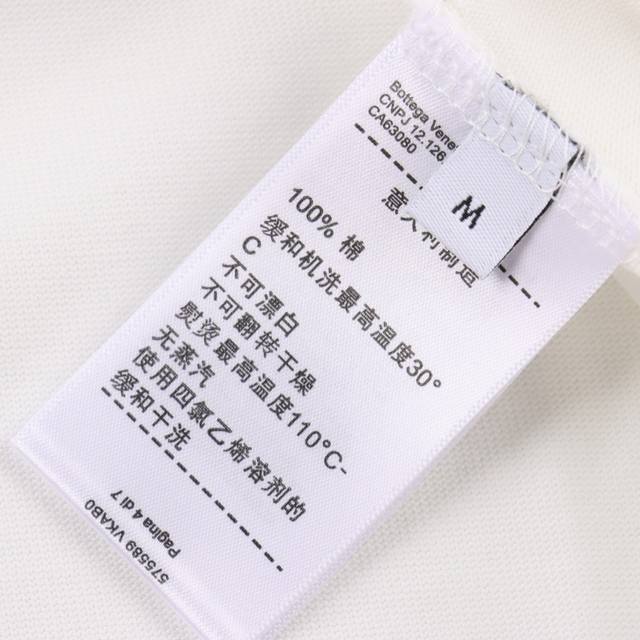 Bottega Vene
CNPJ 12.126.
CA63080
意大利制造
M
100% 棉
缓和机洗最高温度30°
C
不可漂白
不可翻转干燥
熨烫最高温度110°C-
无蒸汽
使用四氯乙烯溶剂的
缓和干洗
575589 VKAB0
Pagina 4 di 7